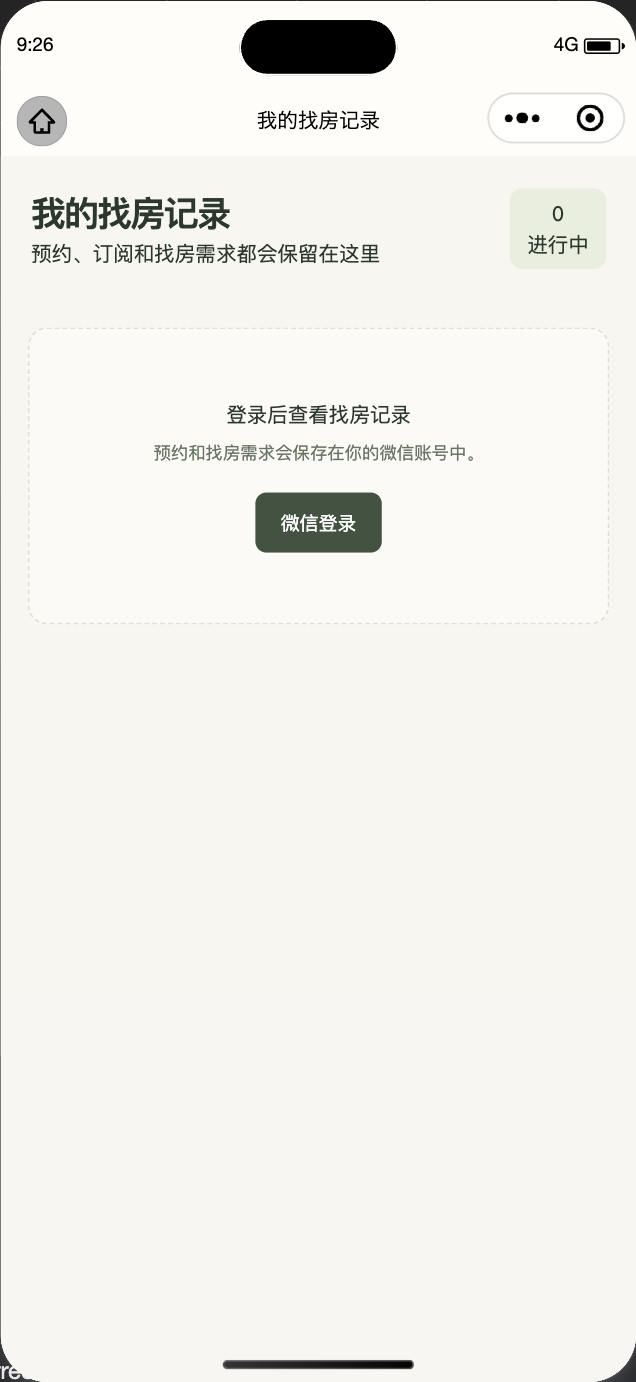 9:26
4G
我的找房记录
我的找房记录
预约、订阅和找房需求都会保留在这里
0
进行中
登录后查看找房记录
预约和找房需求会保存在你的微信账号中。
微信登录